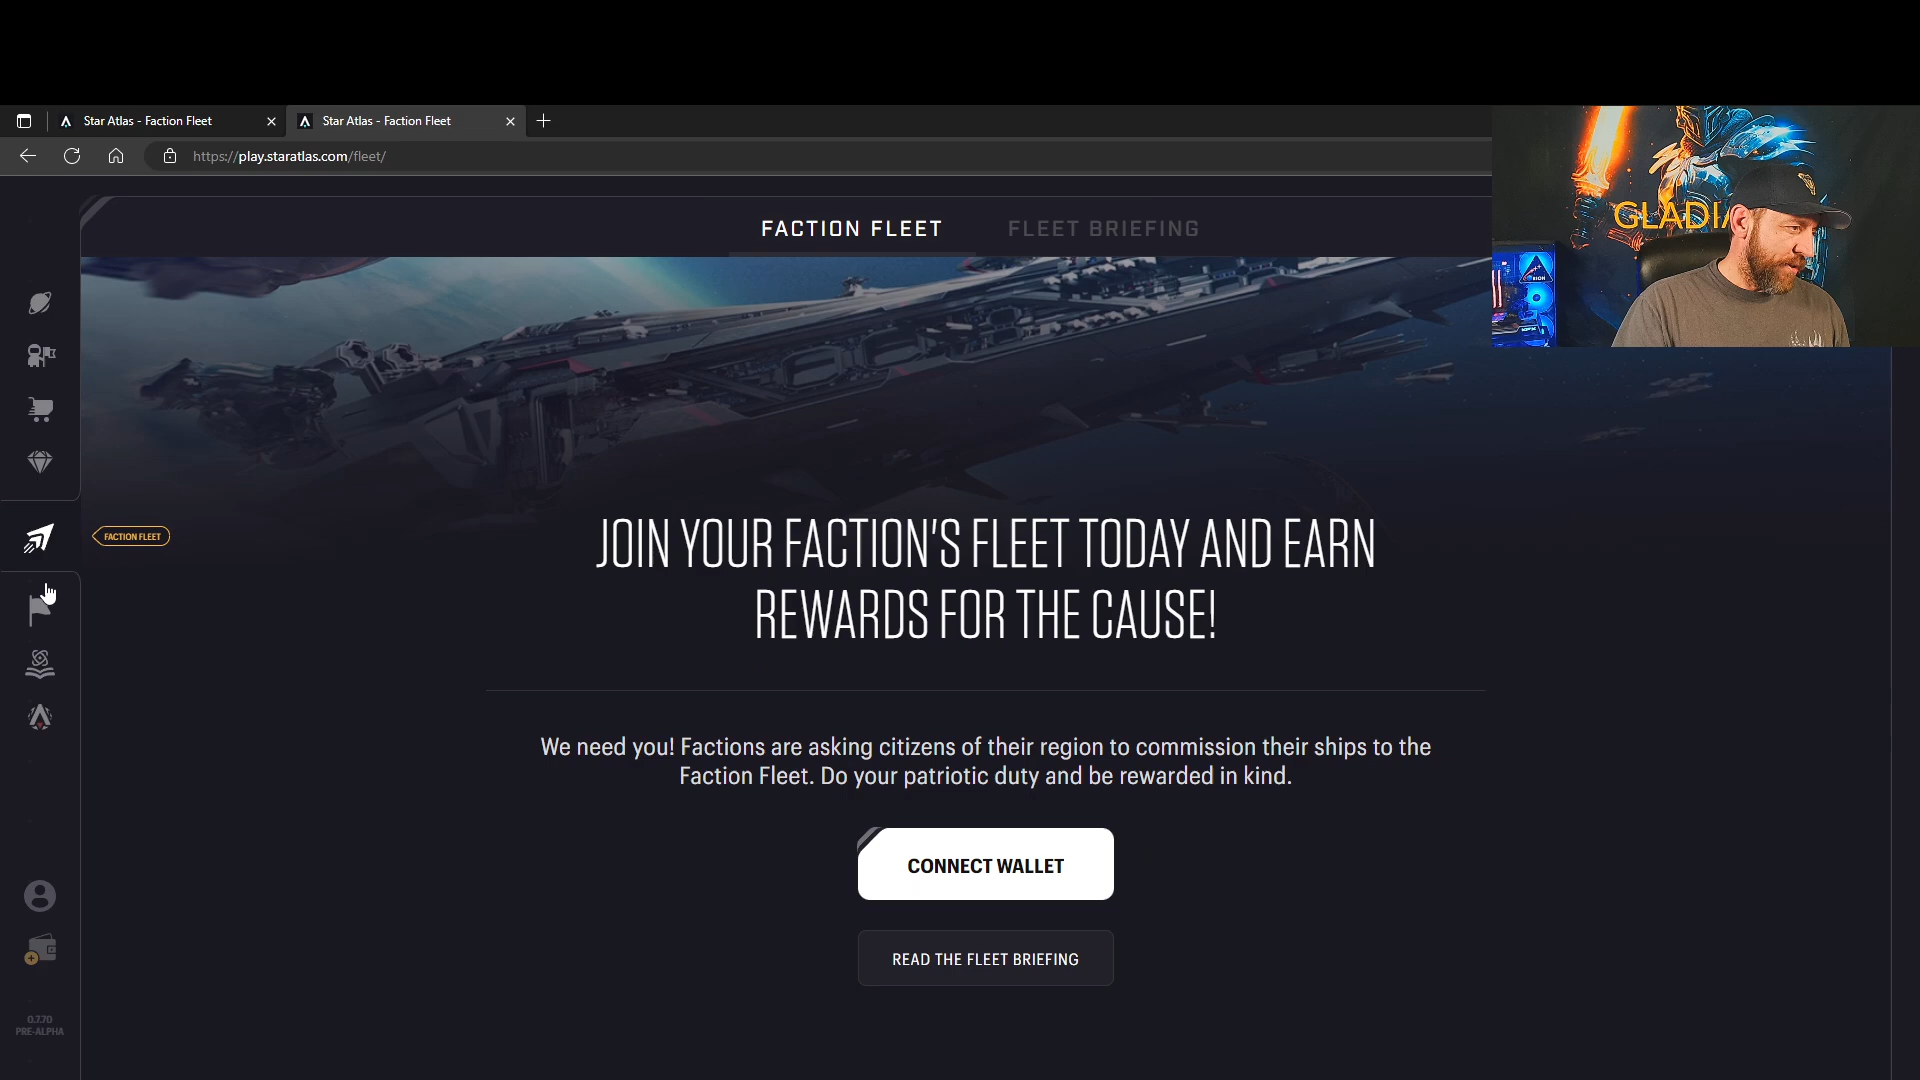 Star Atlas - Faction Fleet
Star Atlas - Faction Fleet
https://play.staratlas.com/fleet/
FACTION FLEET
FLEET BRIEFING
GLADI
FACTION FLEET
JOIN YOUR FACTION'S FLEET TODAY AND EARN
REWARDS FOR THE CAUSE!
We need you! Factions are asking citizens of their region to commission their ships to the
Faction Fleet. Do your patriotic duty and be rewarded in kind.
CONNECT WALLET
READ THE FLEET BRIEFING
0.7.70
PRE-ALPHA